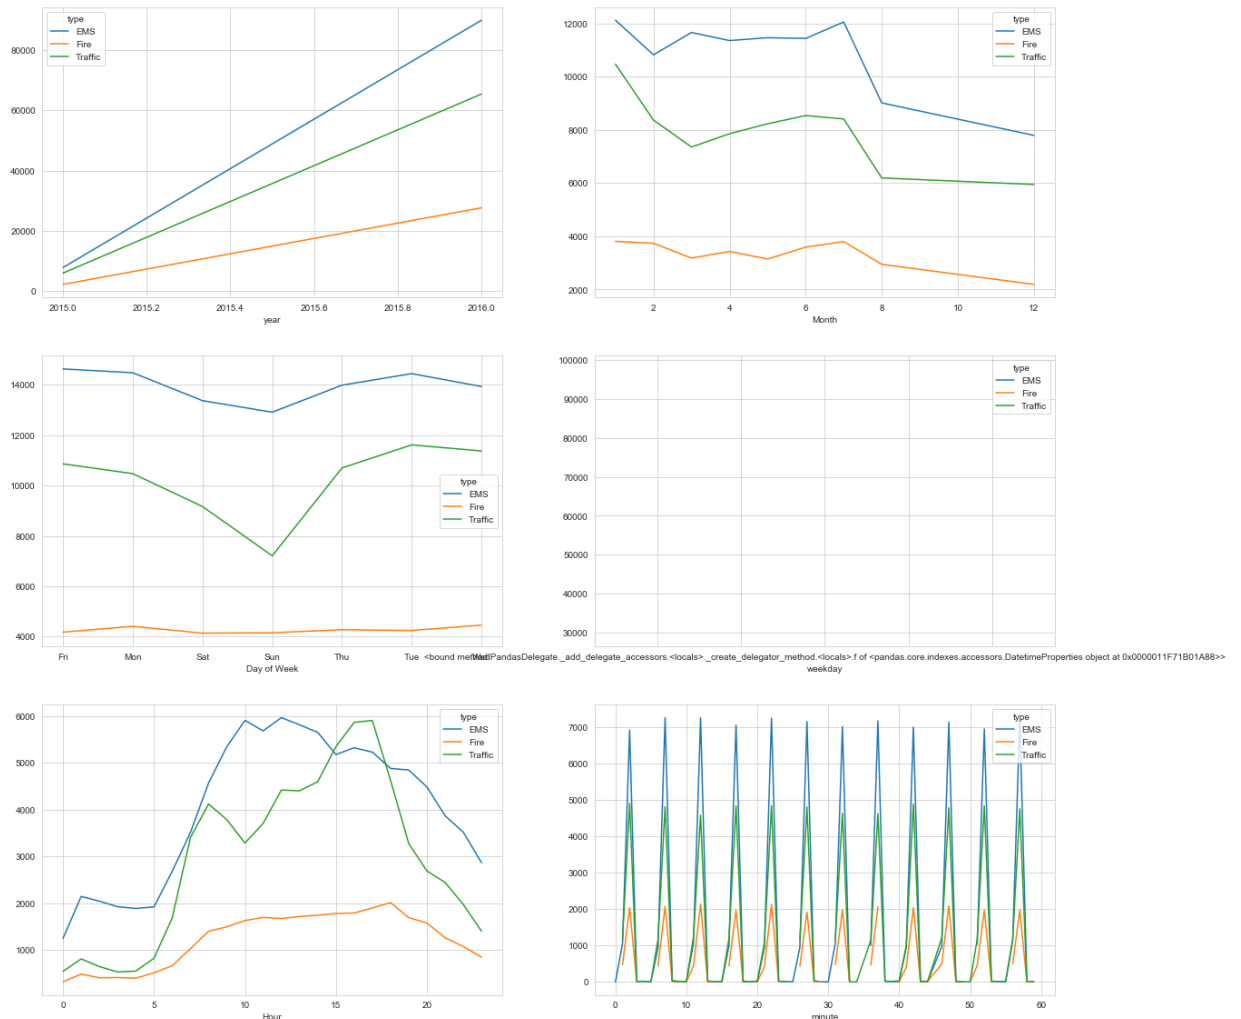 type
EMS
Fire
Traffic
80000
60000
40000
20000
0
2015.0 2015.2 2015.4 2015.6 2015.8 2016.0
year
type
EMS
Fire
Traffic
12000
10000
8000
6000
4000
2000
2 4 6 8 10 12
Month
14000
12000
10000
8000
6000
4000
type
EMS
Fire
Traffic
Fri Mon Sat Sun Thu Tue Wed
Day of Week
type
EMS
Fire
Traffic
100000
90000
80000
70000
60000
50000
40000
30000
<bound method PandasDelegate._add_delegate_accessors.<locals>._create_delegator_method.<locals>.f of <pandas.core.indexes.accessors.DatetimeProperties object at 0x0000011F71B01A88>>
weekday
type
EMS
Fire
Traffic
6000
5000
4000
3000
2000
1000
0 5 10 15 20
Hour
type
EMS
Fire
Traffic
7000
6000
5000
4000
3000
2000
1000
0
0 10 20 30 40 50 60
minute